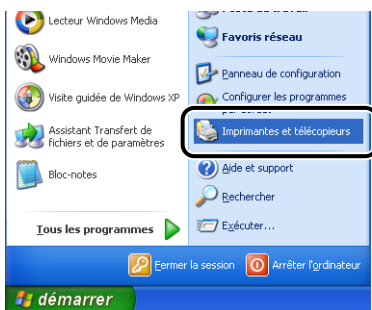 Lecteur Windows Media
Windows Movie Maker
Visite guidée de Windows XP
Assistant Transfert de
fichiers et de paramètres
Bloc-notes
Tous les programmes
Favoris réseau
Panneau de configuration
Configurer les programmes
Imprimantes et télécopieurs
Aide et support
Rechercher
Exécuter...
Fermer la session
Arrêter l'ordinateur
démarrer